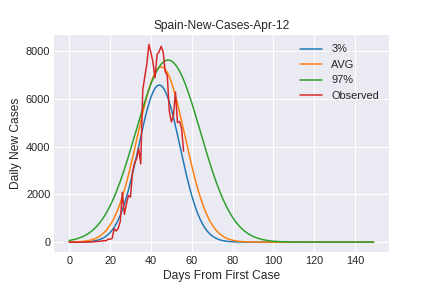 Spain-New-Cases-Apr-12
3%
AVG
97%
Observed
8000
6000
4000
2000
0
Daily New Cases
0 20 40 60 80 100 120 140
Days From First Case